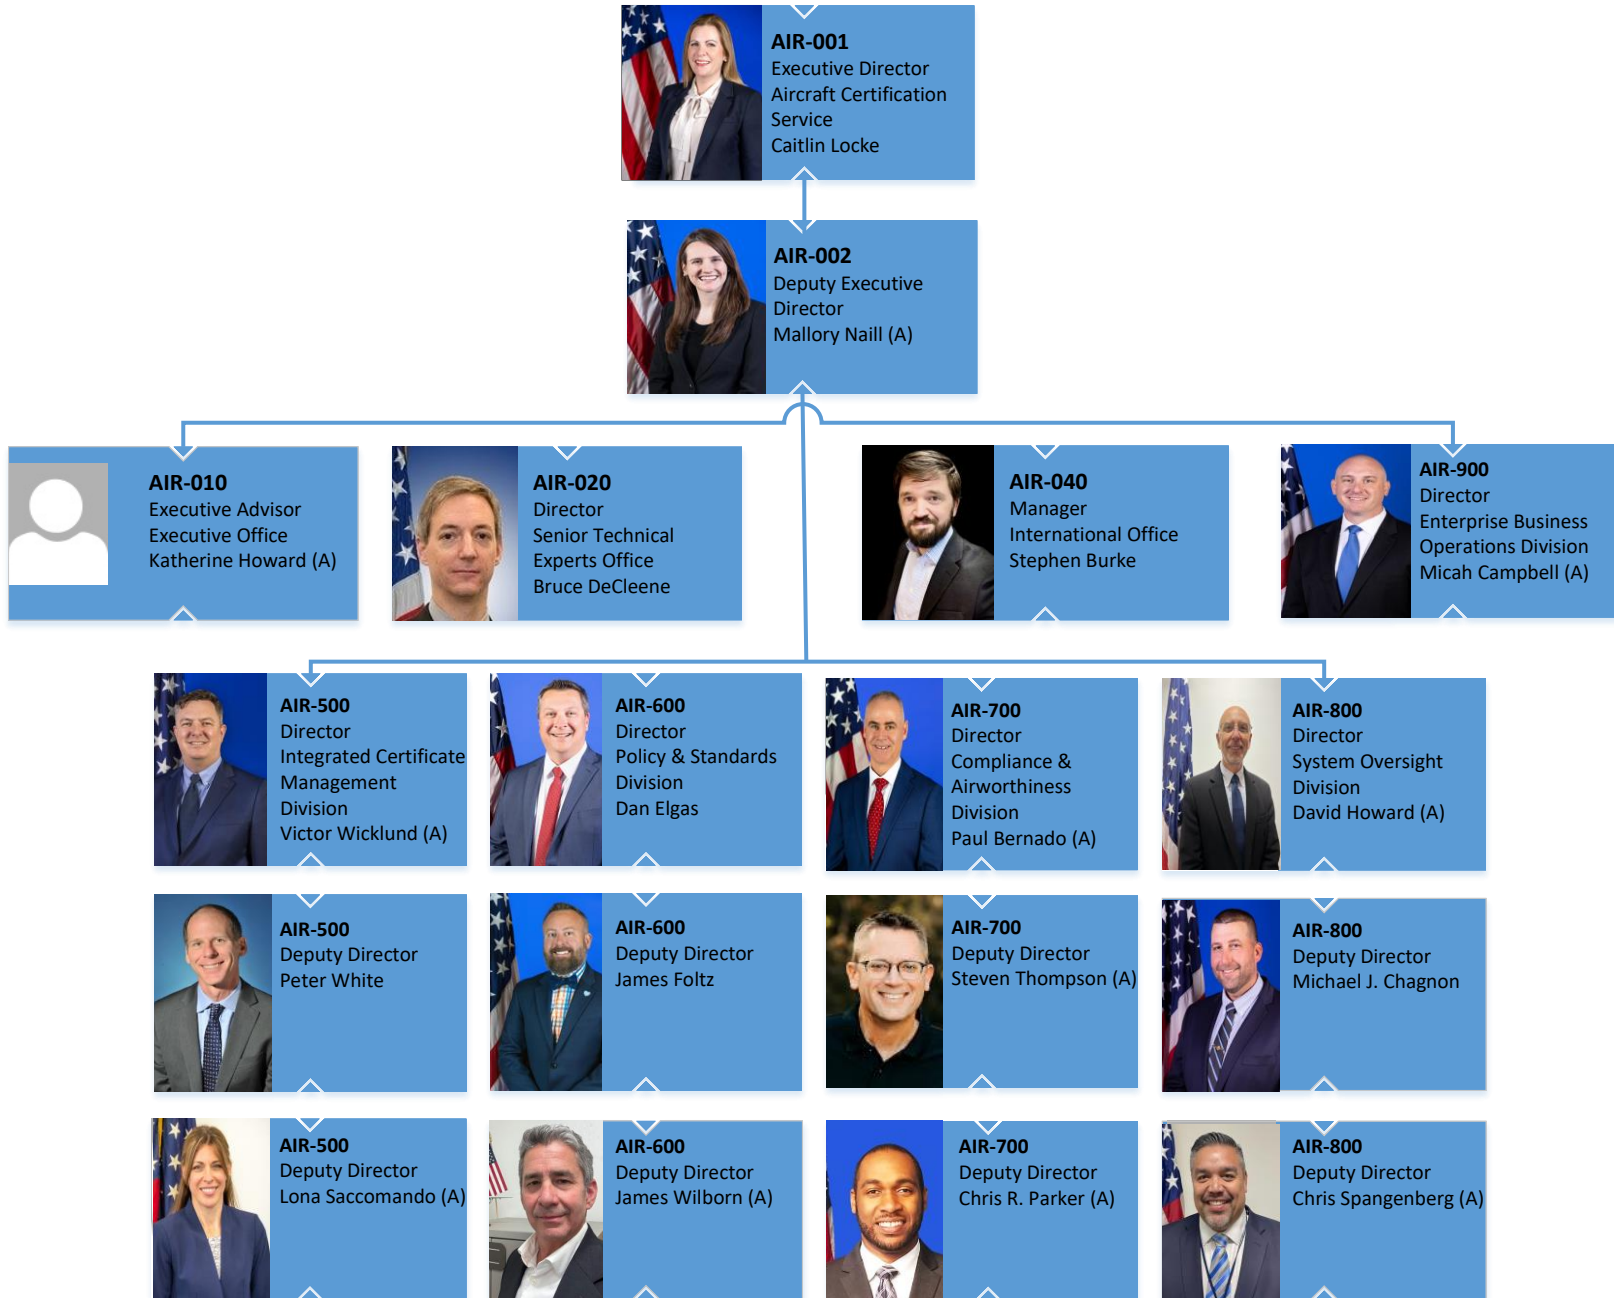 AIR-001
Executive Director
Aircraft Certification
Service
Caitlin Locke
AIR-002
Deputy Executive
Director
Mallory Naill (A)
AIR-010
Executive Advisor
Executive Office
Katherine Howard (A)
AIR-020
Director
Senior Technical
Experts Office
Bruce DeCleene
AIR-040
Manager
International Office
Stephen Burke
AIR-900
Director
Enterprise Business
Operations Division
Micah Campbell (A)
AIR-500
Director
Integrated Certificate
Management
Division
Victor Wicklund (A)
AIR-600
Director
Policy & Standards
Division
Dan Elgas
AIR-700
Director
Compliance &
Airworthiness
Division
Paul Bernado (A)
AIR-800
Director
System Oversight
Division
David Howard (A)
AIR-500
Deputy Director
Peter White
AIR-600
Deputy Director
James Foltz
AIR-700
Deputy Director
Steven Thompson (A)
AIR-800
Deputy Director
Michael J. Chagnon
AIR-500
Deputy Director
Lona Saccomando (A)
AIR-600
Deputy Director
James Wilborn (A)
AIR-700
Deputy Director
Chris R. Parker (A)
AIR-800
Deputy Director
Chris Spangenberg (A)